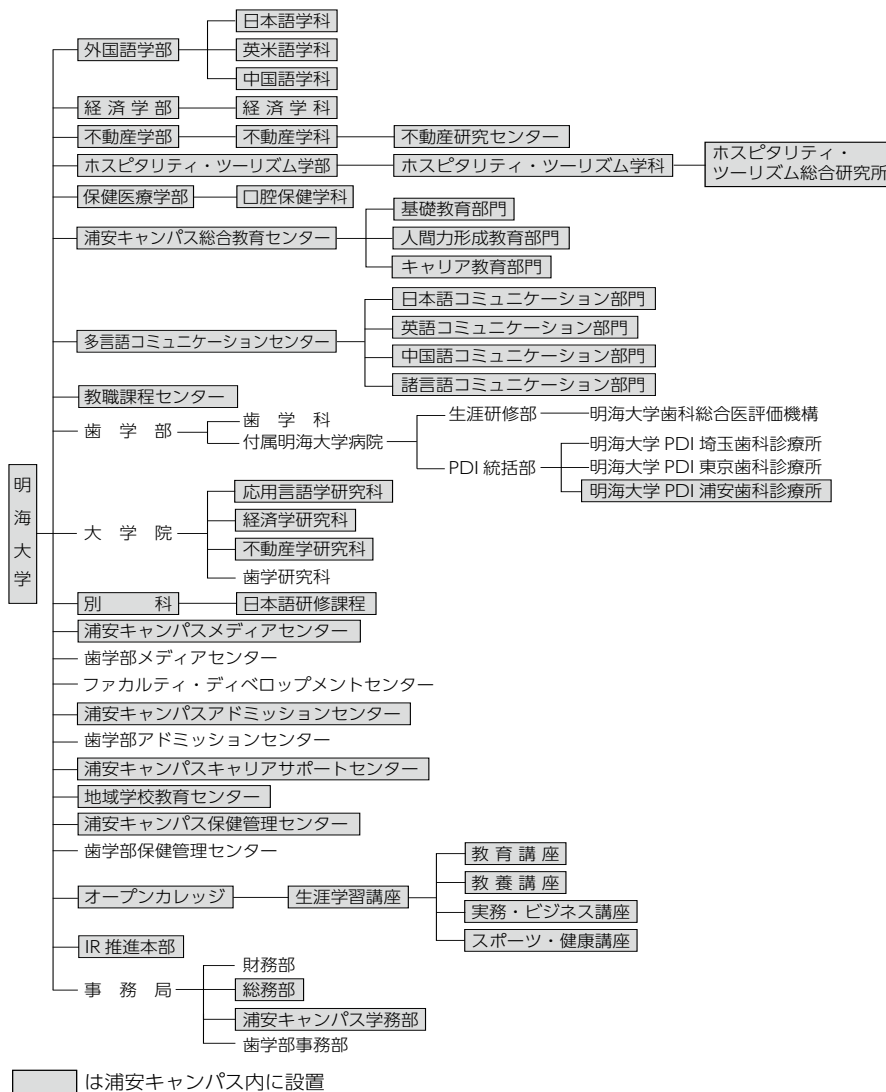 日本語学科
外国語学部
英米語学科
中国語学科
経済学部
経済学科
不動産学部
不動産学科
不動産研究センター
ホスピタリティ・ツーリズム学部
ホスピタリティ・ツーリズム学科
ホスピタリティ・
ツーリズム総合研究所
保健医療学部
口腔保健学科
浦安キャンパス総合教育センター
基礎教育部門
人間力形成教育部門
キャリア教育部門
多言語コミュニケーションセンター
日本語コミュニケーション部門
英語コミュニケーション部門
中国語コミュニケーション部門
諸言語コミュニケーション部門
教職課程センター
歯学部
歯学科
付属明海大学病院
生涯研修部
明海大学歯科総合医評価機構
PDI 統括部
明海大学 PDI 埼玉歯科診療所
明海大学 PDI 東京歯科診療所
明海大学 PDI 浦安歯科診療所
明海大学
大学院
応用言語学研究科
経済学研究科
不動産学研究科
歯学研究科
別科
日本語研修課程
浦安キャンパスメディアセンター
歯学部メディアセンター
ファカルティ・ディベロップメントセンター
浦安キャンパスアドミッションセンター
歯学部アドミッションセンター
浦安キャンパスキャリアサポートセンター
地域学校教育センター
浦安キャンパス保健管理センター
歯学部保健管理センター
オープンカレッジ
生涯学習講座
教育講座
教養講座
実務・ビジネス講座
スポーツ・健康講座
IR 推進本部
事務局
財務部
総務部
浦安キャンパス学務部
歯学部事務部
は浦安キャンパス内に設置